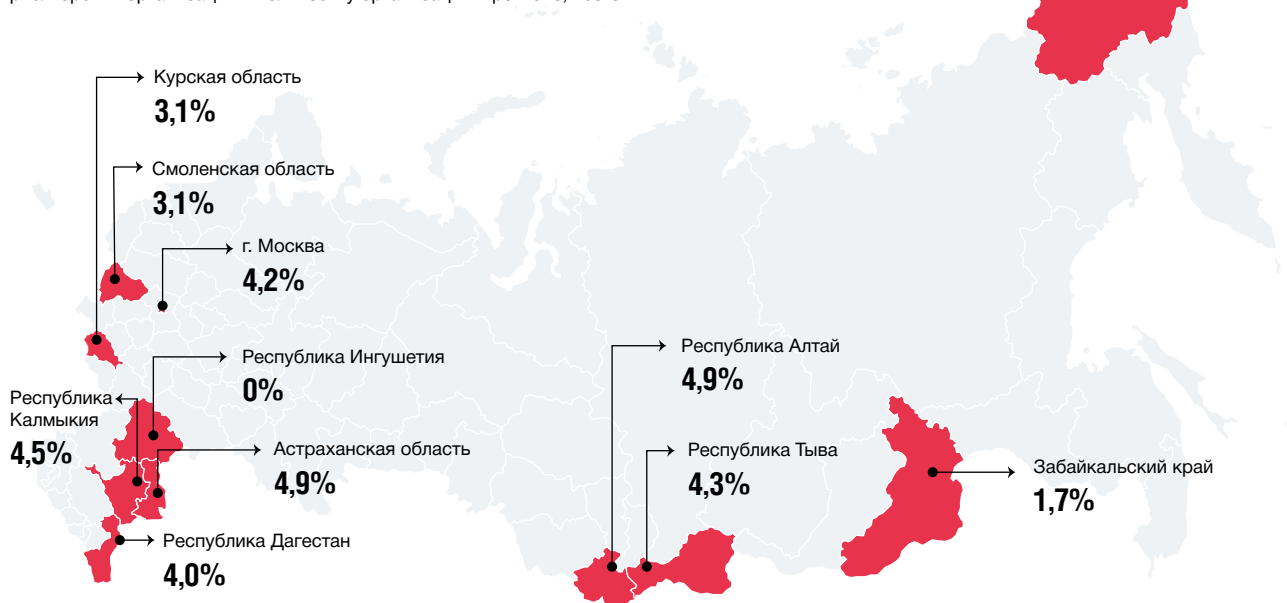 Курская область
3,1%
Смоленская область
3,1%
г. Москва
4,2%
Республика Ингушетия
0%
Республика
Калмыкия
4,5%
Астраханская область
4,9%
Республика Дагестан
4,0%
Республика Алтай
4,9%
Республика Тыва
4,3%
Забайкальский край
1,7%